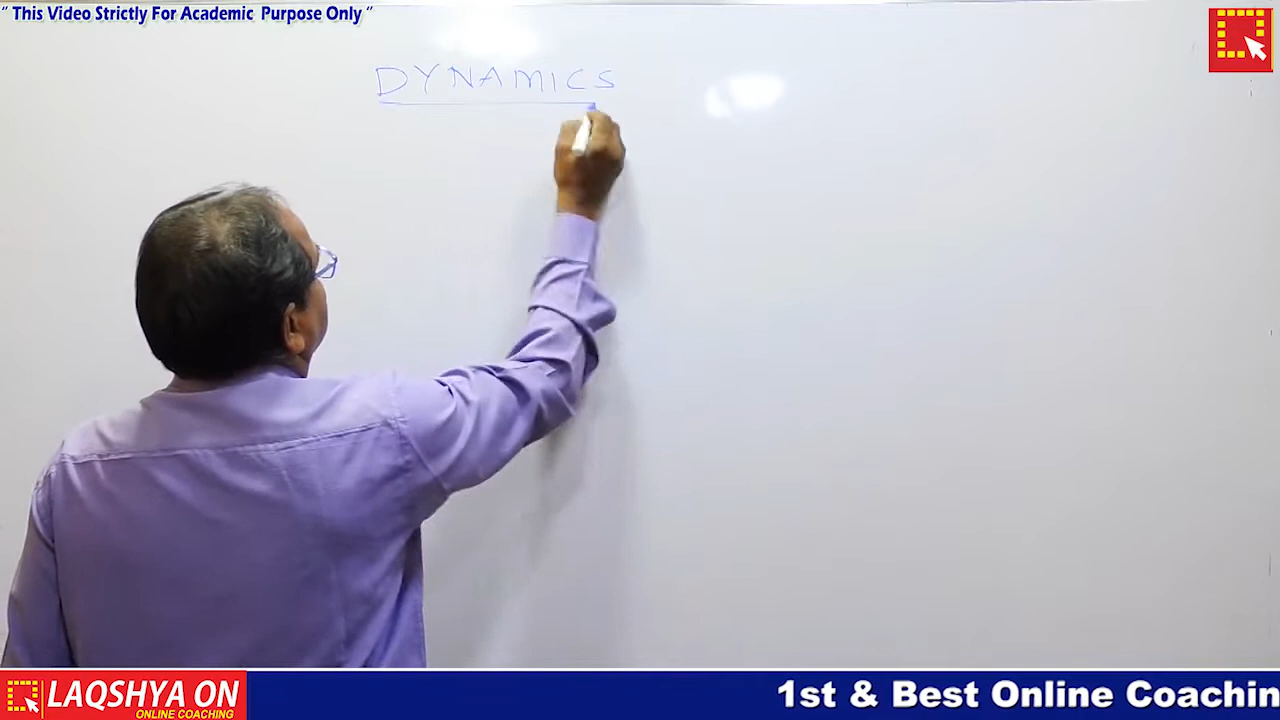 " This Video Strictly For Academic Purpose Only "
DYNAMICS
LAQSHYA ON
ONLINE COACHING
1st & Best Online Coachin